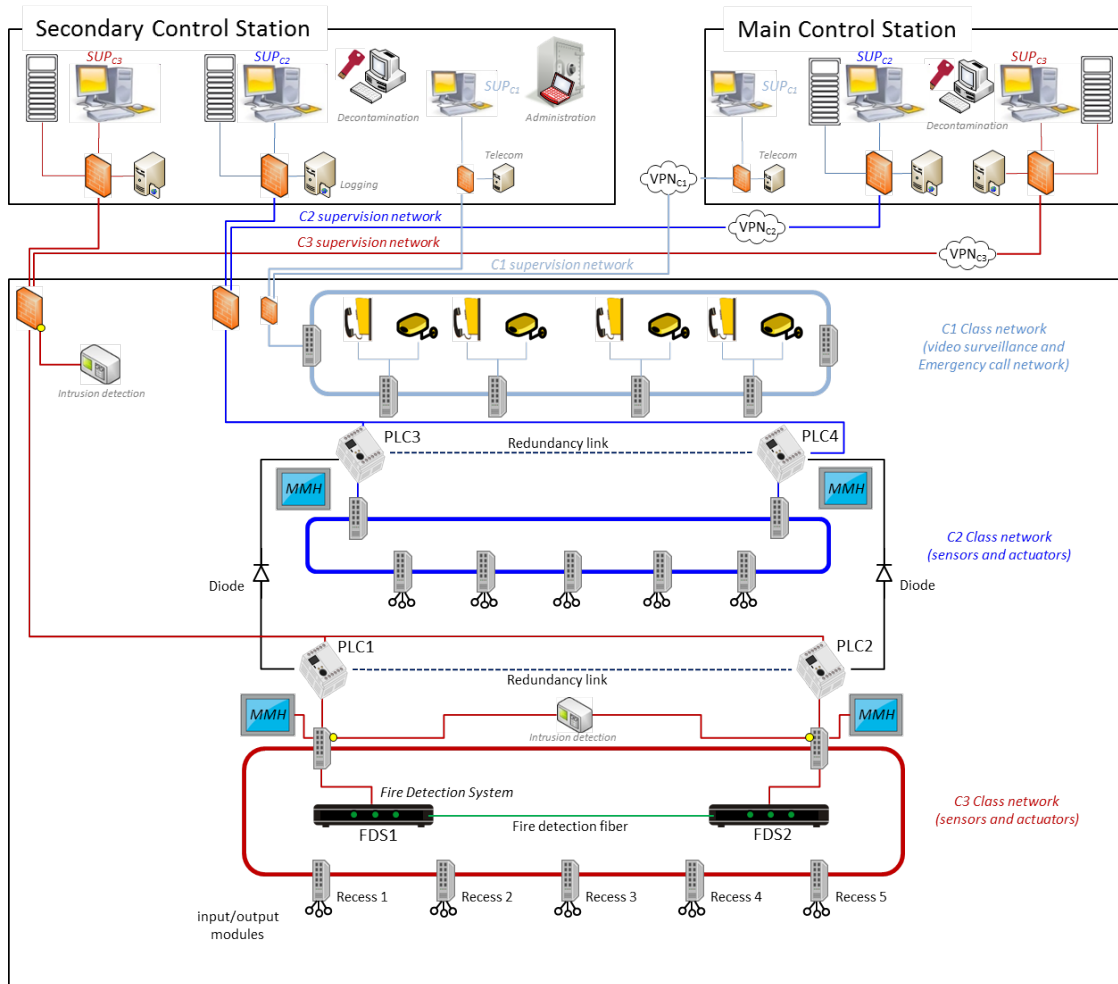 Secondary Control Station
Main Control Station
SUPC3
SUPC2
SUPC1
Decontamination
Administration
Logging
Telecom
SUPC1
SUPC2
SUPC3
Decontamination
Telecom
VPNC1
C2 supervision network
VPNC2
C3 supervision network
VPNC3
C1 supervision network
Intrusion detection
C1 Class network
(video surveillance and
Emergency call network)
PLC3
Redundancy link
PLC4
MMH
MMH
C2 Class network
(sensors and actuators)
Diode
Diode
PLC1
Redundancy link
PLC2
MMH
Intrusion detection
MMH
Fire Detection System
FDS1
Fire detection fiber
FDS2
C3 Class network
(sensors and actuators)
Recess 1
Recess 2
Recess 3
Recess 4
Recess 5
input/output
modules